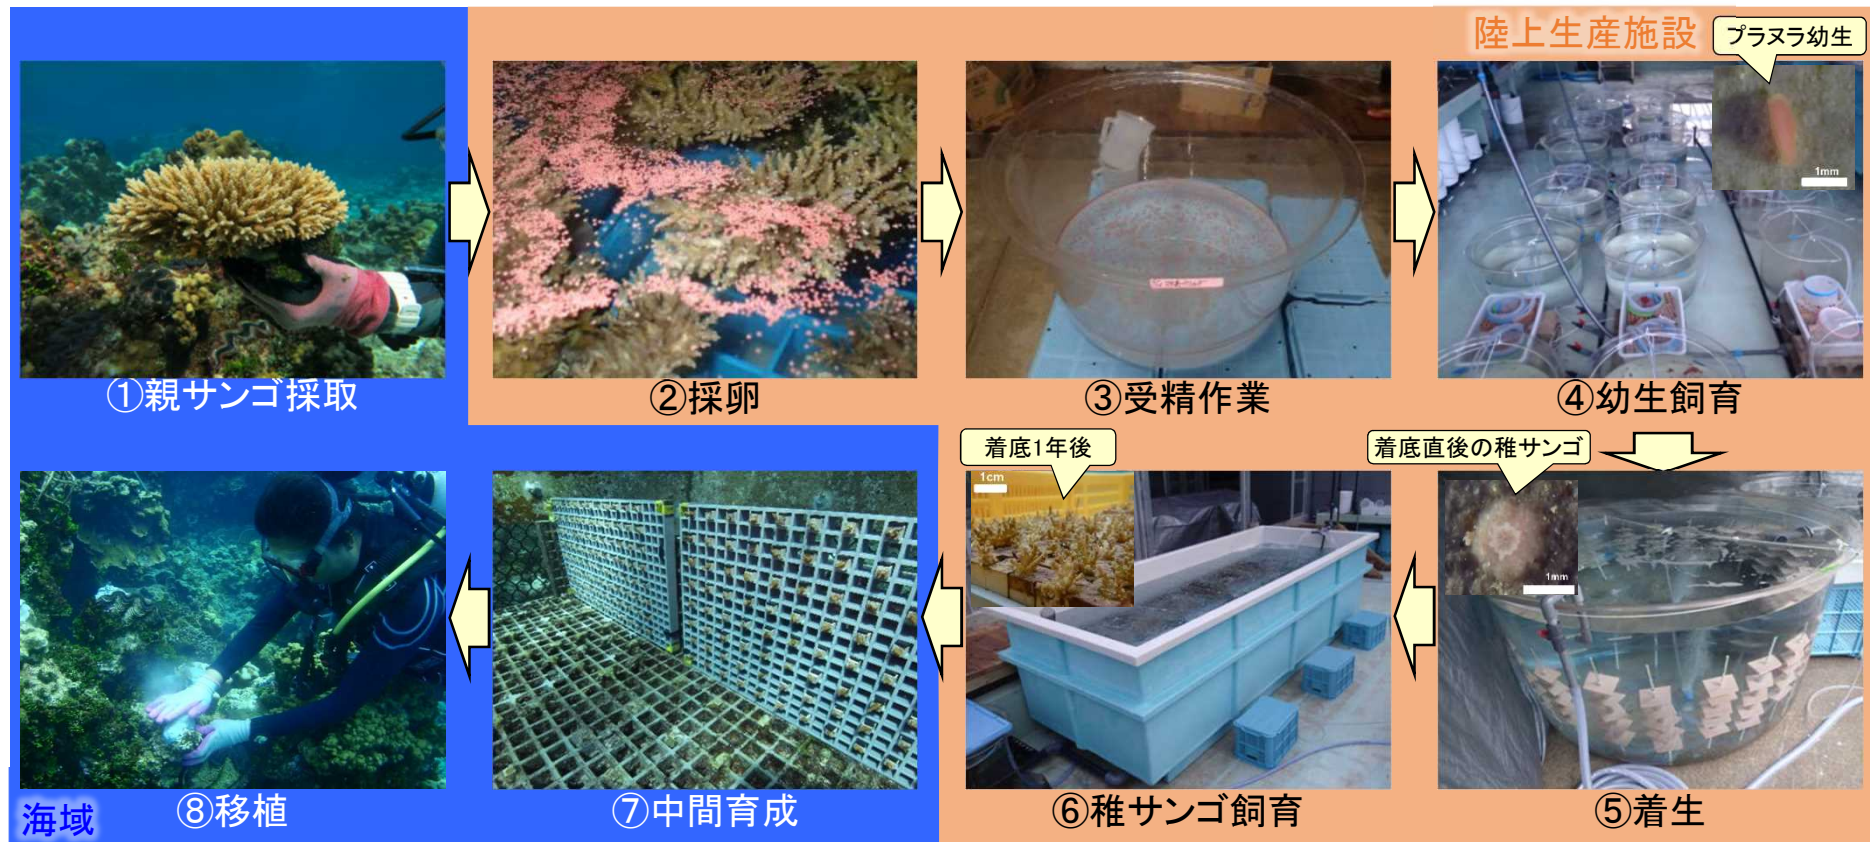 陸上生産施設
プラヌラ幼生
1mm
①親サンゴ採取
②採卵
③受精作業
④幼生飼育
着底1年後
1cm
着底直後の稚サンゴ
1mm
⑧移植
⑦中間育成
⑥稚サンゴ飼育
⑤着生
海域